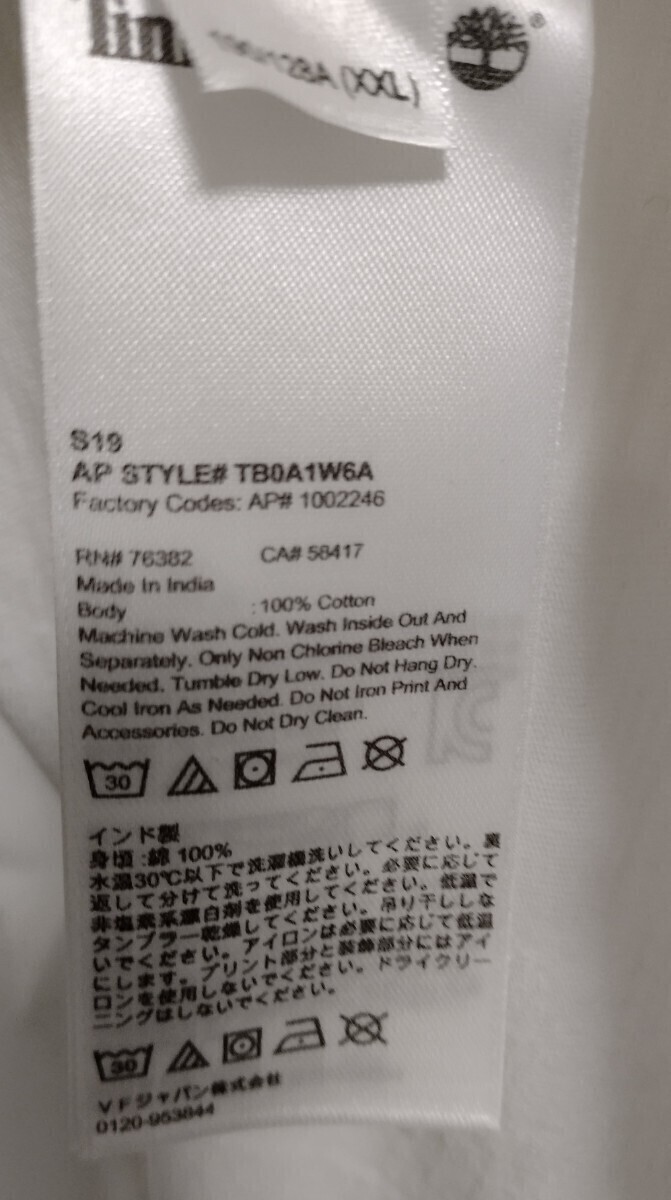 Tim
128A (XXL)
®
S19
AP STYLE# TB0A1W6A
Factory Codes: AP# 1002246
RN# 76382 CA# 58417
Made In India
Body : 100% Cotton
Machine Wash Cold. Wash Inside Out And
Separately. Only Non Chlorine Bleach When
Needed. Tumble Dry Low. Do Not Hang Dry.
Cool Iron As Needed. Do Not Iron Print And
Accessories. Do Not Dry Clean.
30
インド製
身頃 :綿 100%
水温30℃以下で洗濯機洗いしてください。裏
返して分けて洗ってください。必要に応じて
非塩素系漂白剤を使用してください。低温で
タンブラー乾燥してください。吊り干ししな
いでください。アイロンは必要に応じて低温
にします。プリント部分と装飾部分にはアイ
ロンを使用しないでください。ドライクリー
ニングはしないでください。
30
VFジャパン株式会社
0120-953844